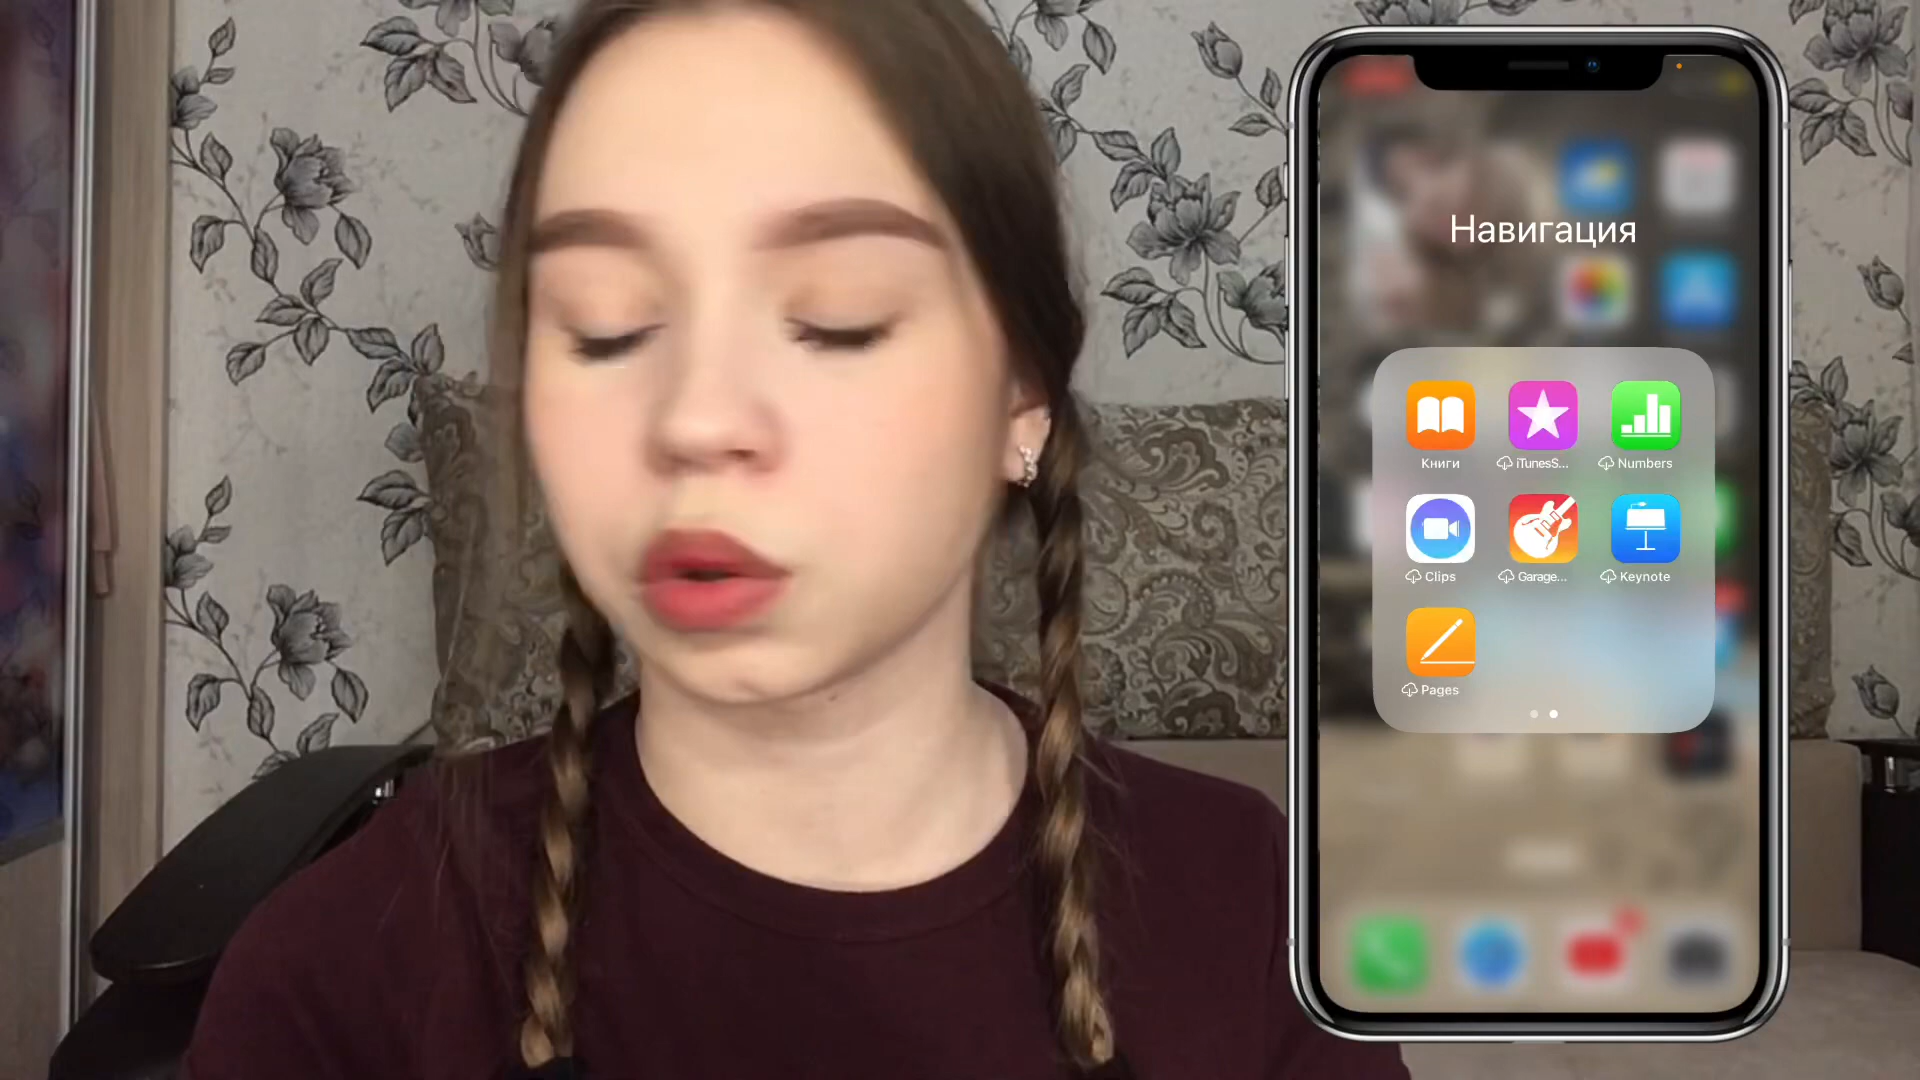 Навигация
Книги
iTunesS...
Numbers
Clips
Garage...
Keynote
Pages